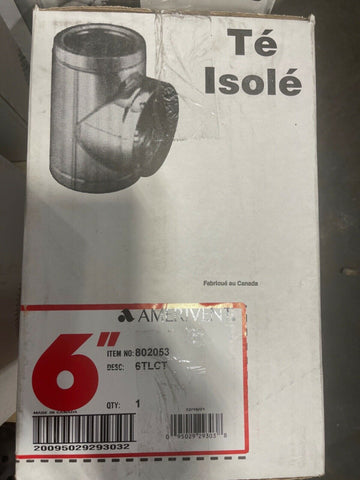 Té
Isolé
Fabriqué au Canada
AMERIVENT
6"
ITEM NO: 802053
DESC: 6TLCT
QTY: 1
MADE IN CANADA
20095029293032
0 95029 29303 8